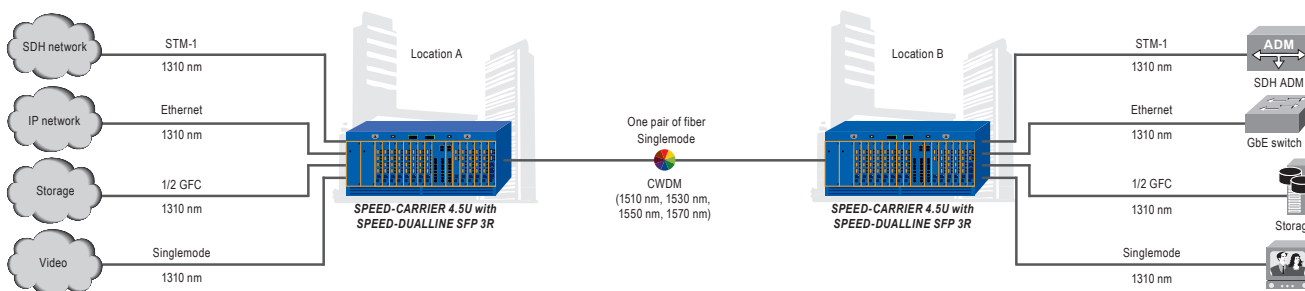 SDH network
STM-1
1310 nm
IP network
Ethernet
1310 nm
Storage
1/2 GFC
1310 nm
Video
Singlemode
1310 nm
Location A
SPEED-CARRIER 4.5U with
SPEED-DUALLINE SFP 3R
One pair of fiber
Singlemode
CWDM
(1510 nm, 1530 nm,
1550 nm, 1570 nm)
Location B
SPEED-CARRIER 4.5U with
SPEED-DUALLINE SFP 3R
STM-1
1310 nm
ADM
SDH ADM
Ethernet
1310 nm
GbE switch
1/2 GFC
1310 nm
Storag
Singlemode
1310 nm